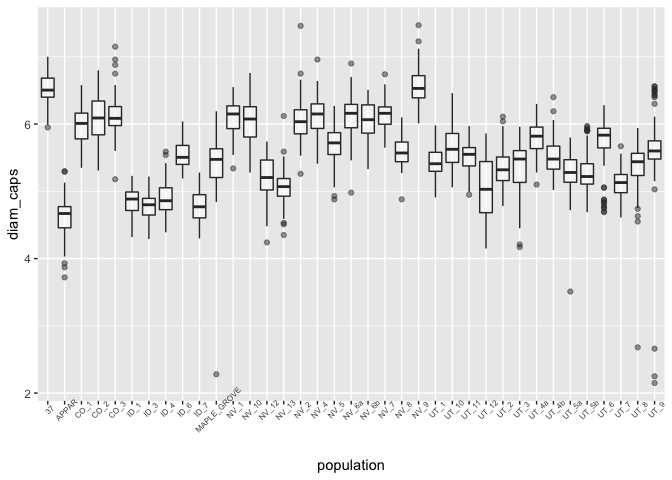 diam_caps
6
4
2
37
APPAR
CO_1
CO_2
CO_3
ID_1
ID_3
ID_4
ID_6
ID_7
MAPLE_GROVE
NV_1
NV_10
NV_12
NV_13
NV_2
NV_4
NV_5
NV_6a
NV_6b
NV_7
NV_8
NV_9
UT_1
UT_10
UT_11
UT_12
UT_2
UT_3
UT_4a
UT_4b
UT_5a
UT_5b
UT_6
UT_7
UT_8
UT_9
population